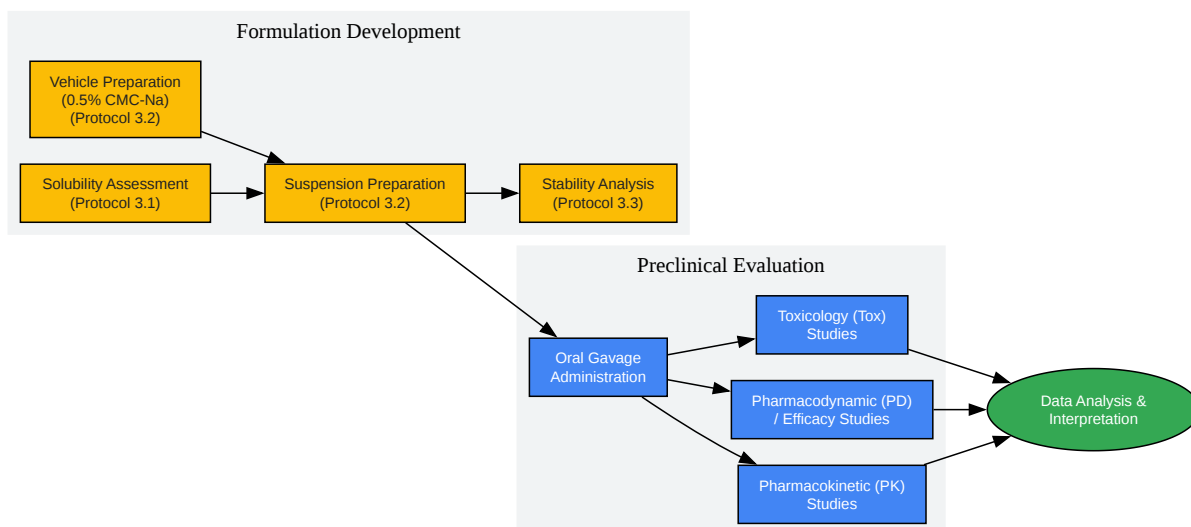 Formulation Development
Vehicle Preparation
(0.5% CMC-Na)
(Protocol 3.2)
Solubility Assessment
(Protocol 3.1)
Suspension Preparation
(Protocol 3.2)
Stability Analysis
(Protocol 3.3)
Preclinical Evaluation
Oral Gavage
Administration
Toxicology (Tox)
Studies
Pharmacodynamic (PD)
/ Efficacy Studies
Pharmacokinetic (PK)
Studies
Data Analysis &
Interpretation